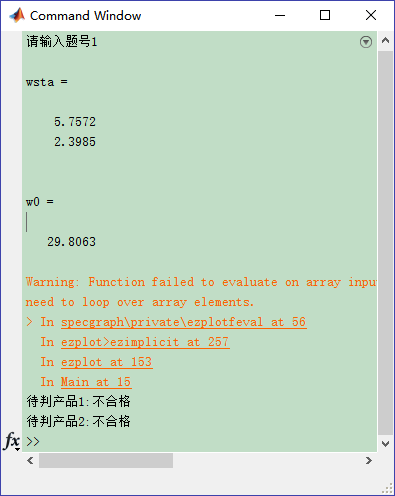 Command Window
请输入题号1
wsta =
5.7572
2.3985
w0 =
29.8063
Warning: Function failed to evaluate on array inpu
need to loop over array elements.
> In specgraph\private\ezplotfeval at 56
In ezplot>ezimplicit at 257
In ezplot at 153
In Main at 15
待判产品1:不合格
待判产品2:不合格
fx >>